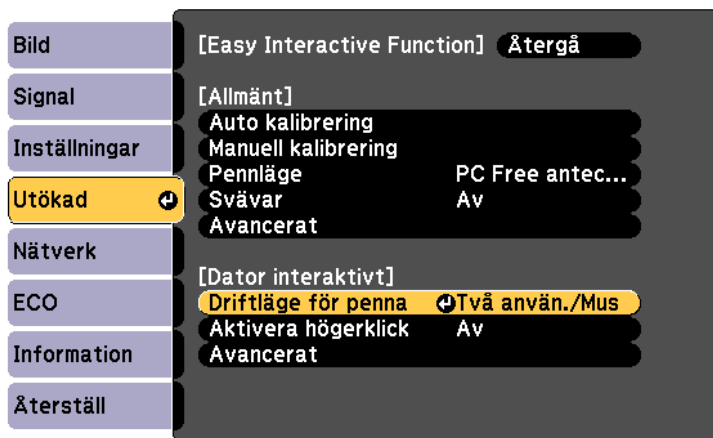 Bild
Signal
Inställningar
Utökad
Nätverk
ECO
Information
Återställ
[Easy Interactive Function] Återgå
[Allmänt]
Auto kalibrering
Manuell kalibrering
Pennläge PC Free antec...
Svävar Av
Avancerat
[Dator interaktivt]
Driftläge för penna Två använ./Mus
Aktivera högerklick Av
Avancerat